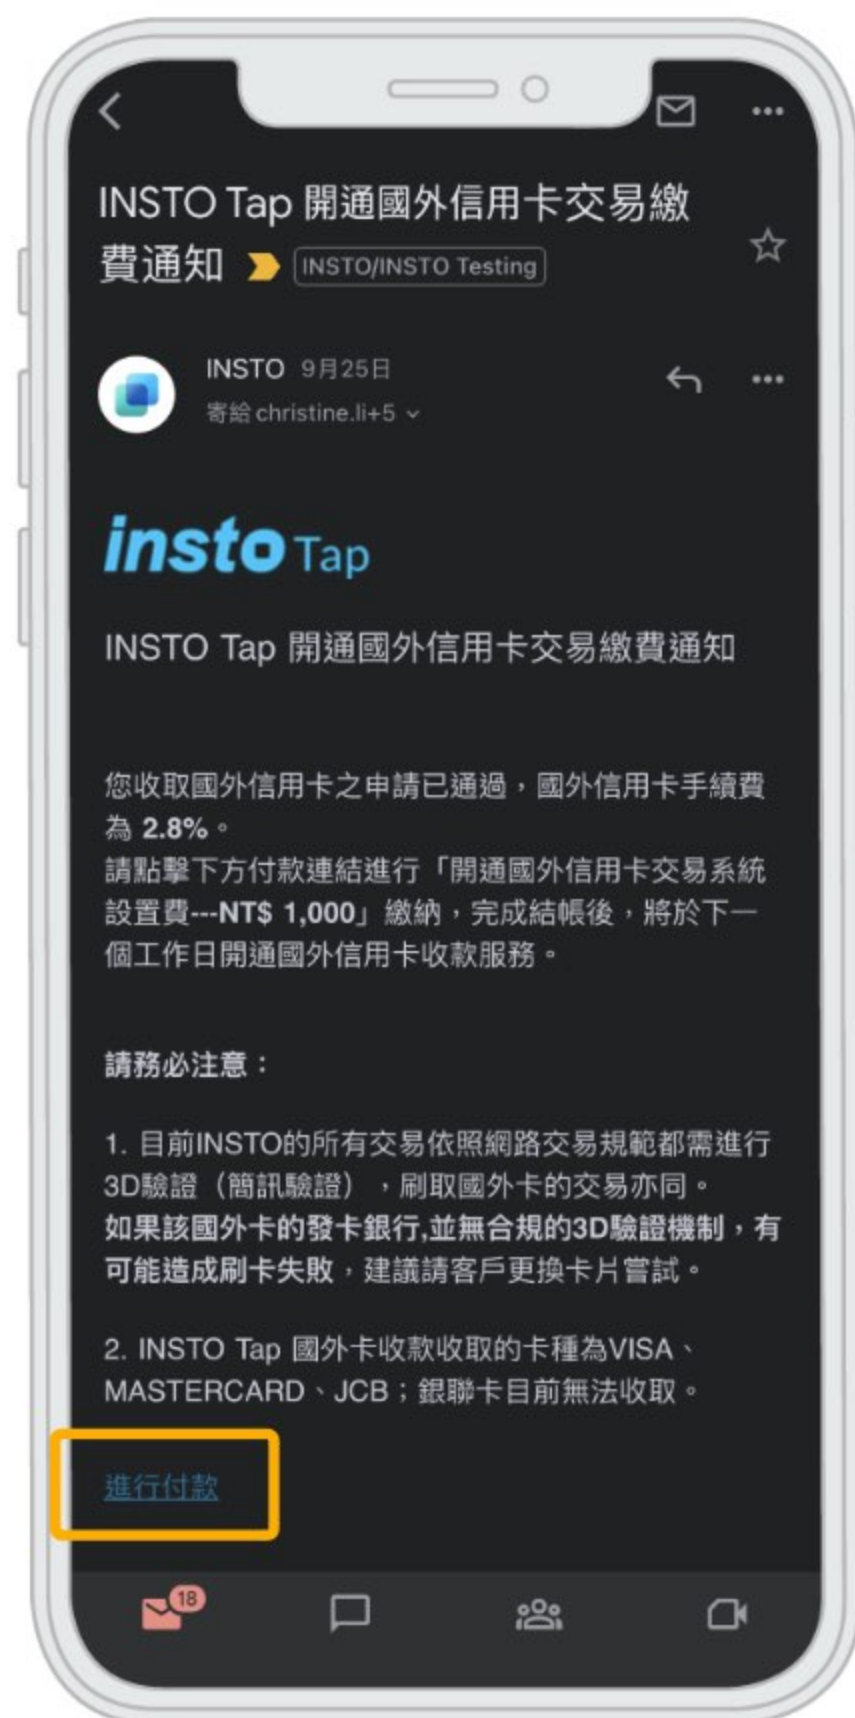 INSTO Tap 開通國外信用卡交易繳
費通知 INSTO/INSTO Testing
INSTO 9月25日
寄給 christine.li+5
insto Tap
INSTO Tap 開通國外信用卡交易繳費通知
您收取國外信用卡之申請已通過，國外信用卡手續費
為 2.8%。
請點擊下方付款連結進行「開通國外信用卡交易系統
設置費---NT$ 1,000」繳納，完成結帳後，將於下一
個工作日開通國外信用卡收款服務。
請務必注意：
1. 目前INSTO的所有交易依照網路交易規範都需進行
3D驗證（簡訊驗證），刷取國外卡的交易亦同。
如果該國外卡的發卡銀行,並無合規的3D驗證機制，有
可能造成刷卡失敗，建議請客戶更換卡片嘗試。
2. INSTO Tap 國外卡收款收取的卡種為VISA、
MASTERCARD、JCB；銀聯卡目前無法收取。
進行付款
18